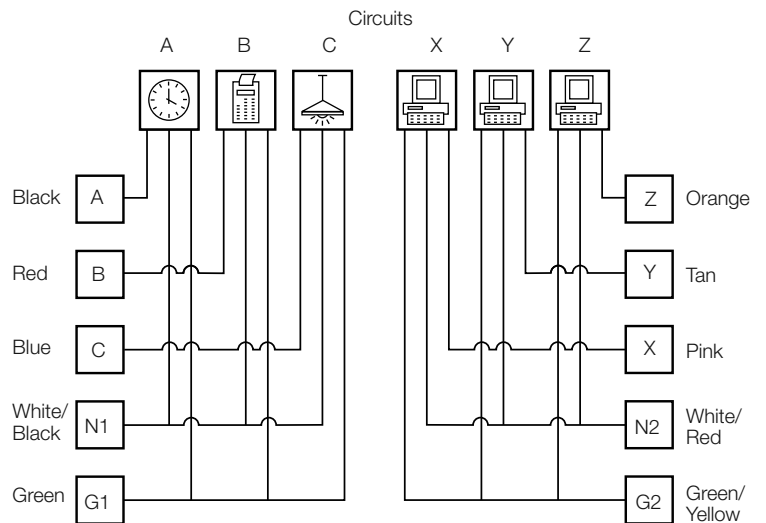 Circuits
A B C X Y Z
Black A Z Orange
Red B Y Tan
Blue C X Pink
White/
Black N1 N2 White/
Red
Green G1 G2 Green/
Yellow